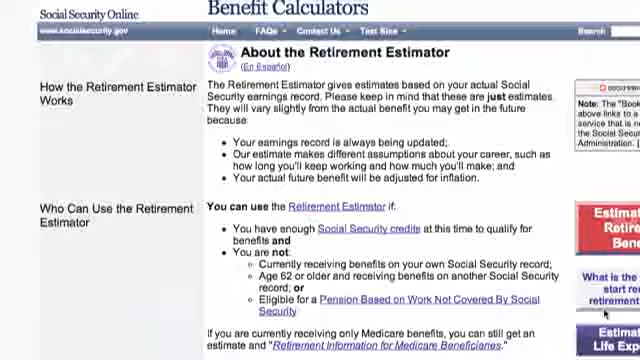 Social Security Online
Benefit Calculators
www.socialsecurity.gov
Home FAQs Contact Us Text Size Search
About the Retirement Estimator
(En Español)
How the Retirement Estimator
Works
The Retirement Estimator gives estimates based on your actual Social
Security earnings record. Please keep in mind that these are just estimates.
They will vary slightly from the actual benefit you may get in the future
because:
• Your earnings record is always being updated;
• Our estimate makes different assumptions about your career, such as
how long you'll keep working and how much you'll make; and
• Your actual future benefit will be adjusted for inflation.
Who Can Use the Retirement
Estimator
You can use the Retirement Estimator if:
• You have enough Social Security credits at this time to qualify for
benefits and
• You are not:
Currently receiving benefits on your own Social Security record;
Age 62 or older and receiving benefits on another Social Security
record; or
Eligible for a Pension Based on Work Not Covered By Social
Security
If you are currently receiving only Medicare benefits, you can still get an
estimate and "Retirement Information for Medicare Beneficiaries."
Note: The "Book
above links to a
service that is n
the Social Secur
Administration. [
Estimat
Retire
Bene
What is the
start re
retirement
Estimat
Life Exp